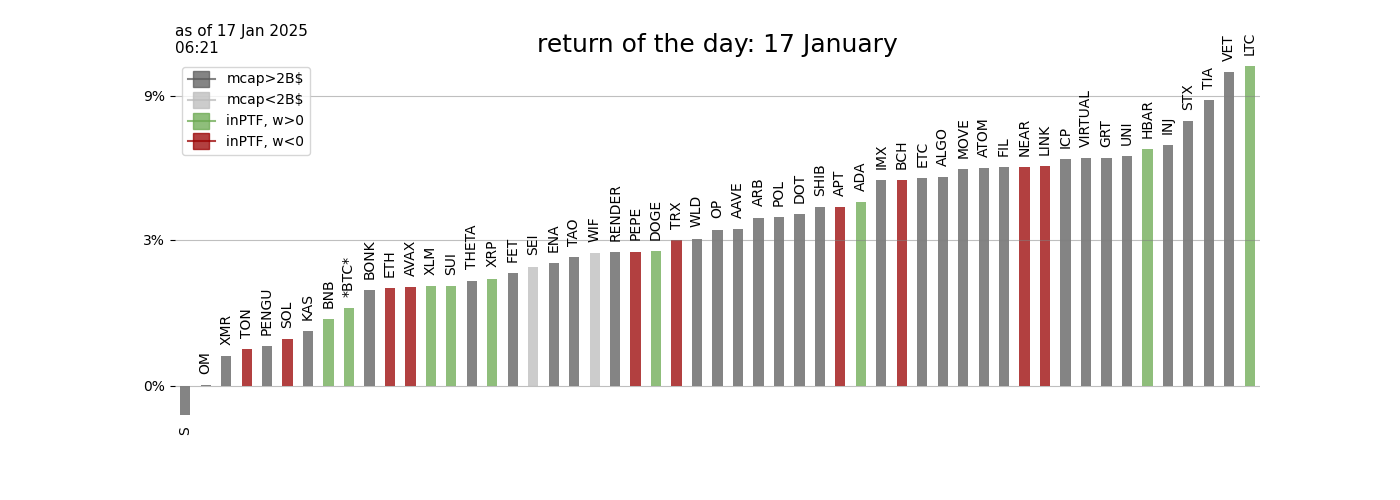 as of 17 Jan 2025
06:21
return of the day: 17 January
mcap>2B$
mcap<2B$
inPTF, w>0
inPTF, w<0
9%
3%
0%
S
OM
XMR
TON
PENGU
SOL
KAS
BNB
*BTC*
BONK
ETH
AVAX
XLM
SUI
THETA
XRP
FET
SEI
ENA
TAO
WIF
RENDER
PEPE
DOGE
TRX
WLD
OP
AAVE
ARB
POL
DOT
SHIB
APT
ADA
IMX
BCH
ETC
ALGO
MOVE
ATOM
FIL
NEAR
LINK
ICP
VIRTUAL
GRT
UNI
HBAR
INJ
STX
TIA
VET
LTC